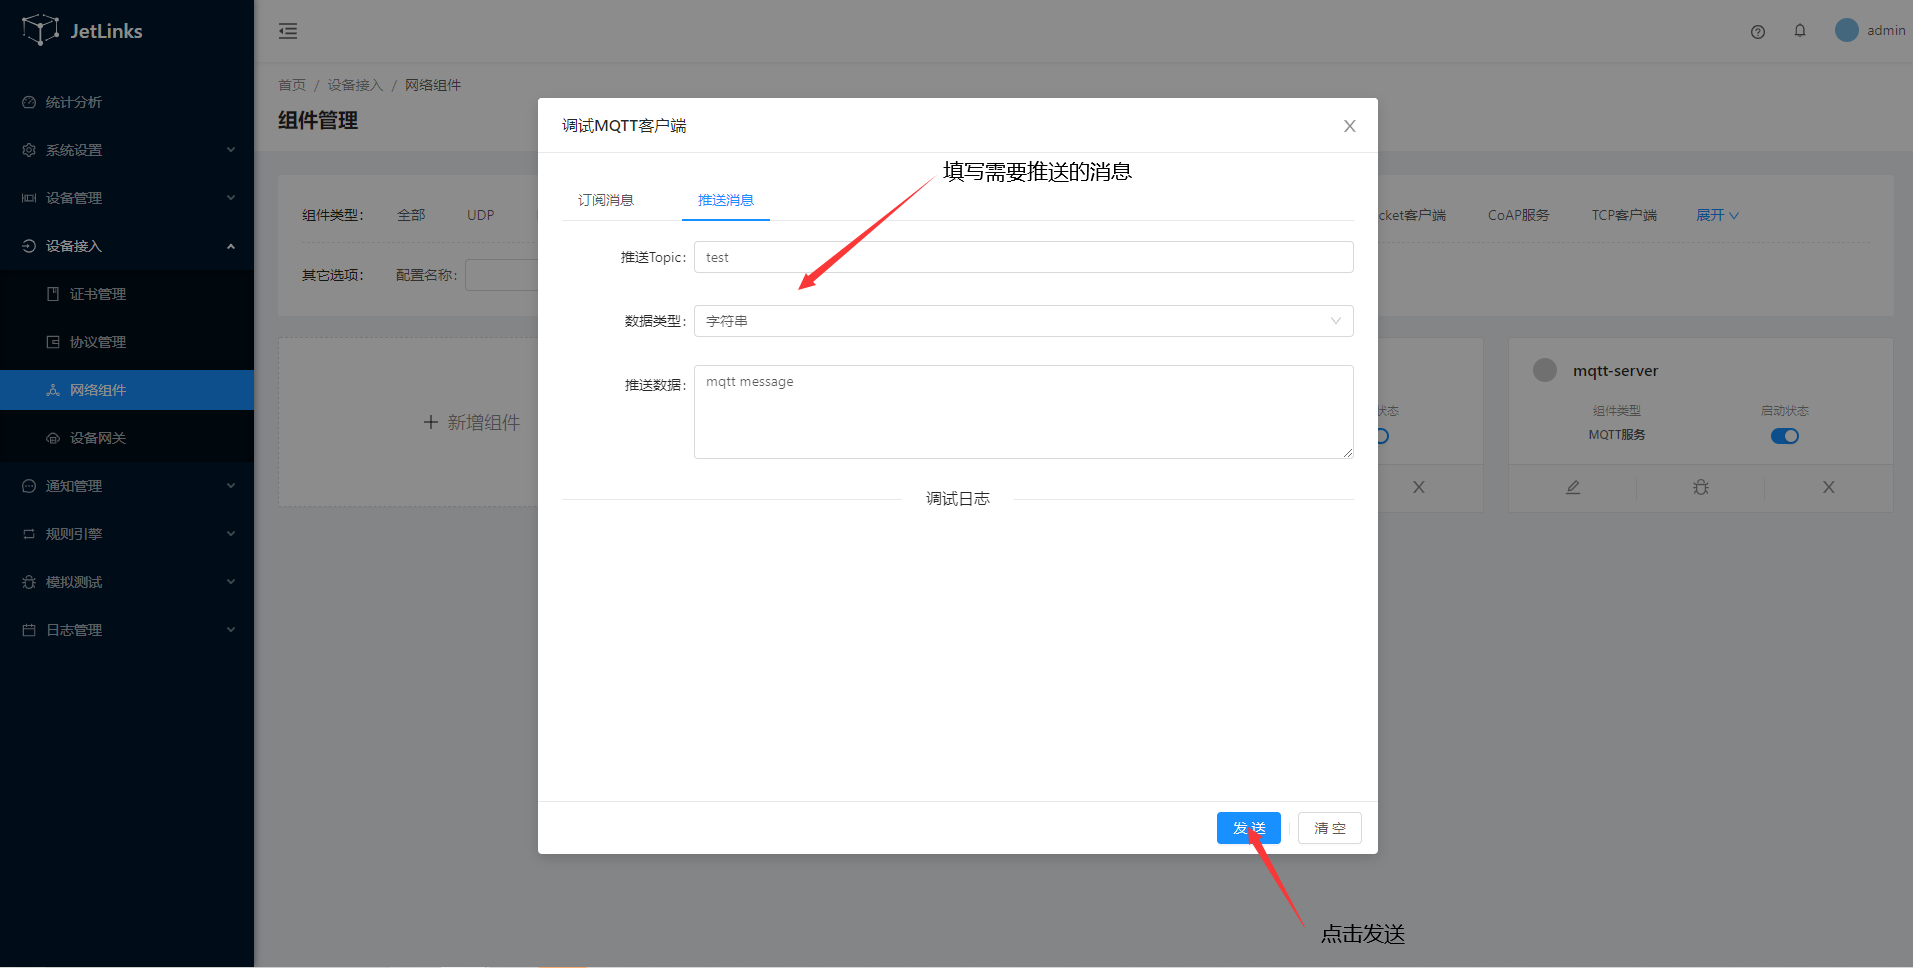 JetLinks
admin
统计分析
系统设置
设备管理
设备接入
证书管理
协议管理
网络组件
设备网关
通知管理
规则引擎
模拟测试
日志管理
首页 / 设备接入 / 网络组件
组件管理
组件类型： 全部 UDP
cket客户端 CoAP服务 TCP客户端 展开
其它选项： 配置名称：
新增组件
状态
X
mqtt-server
组件类型 启动状态
MQTT服务
X
调试MQTT客户端
X
填写需要推送的消息
订阅消息 推送消息
推送Topic： test
数据类型： 字符串
推送数据： mqtt message
调试日志
发 送 清 空
点击发送